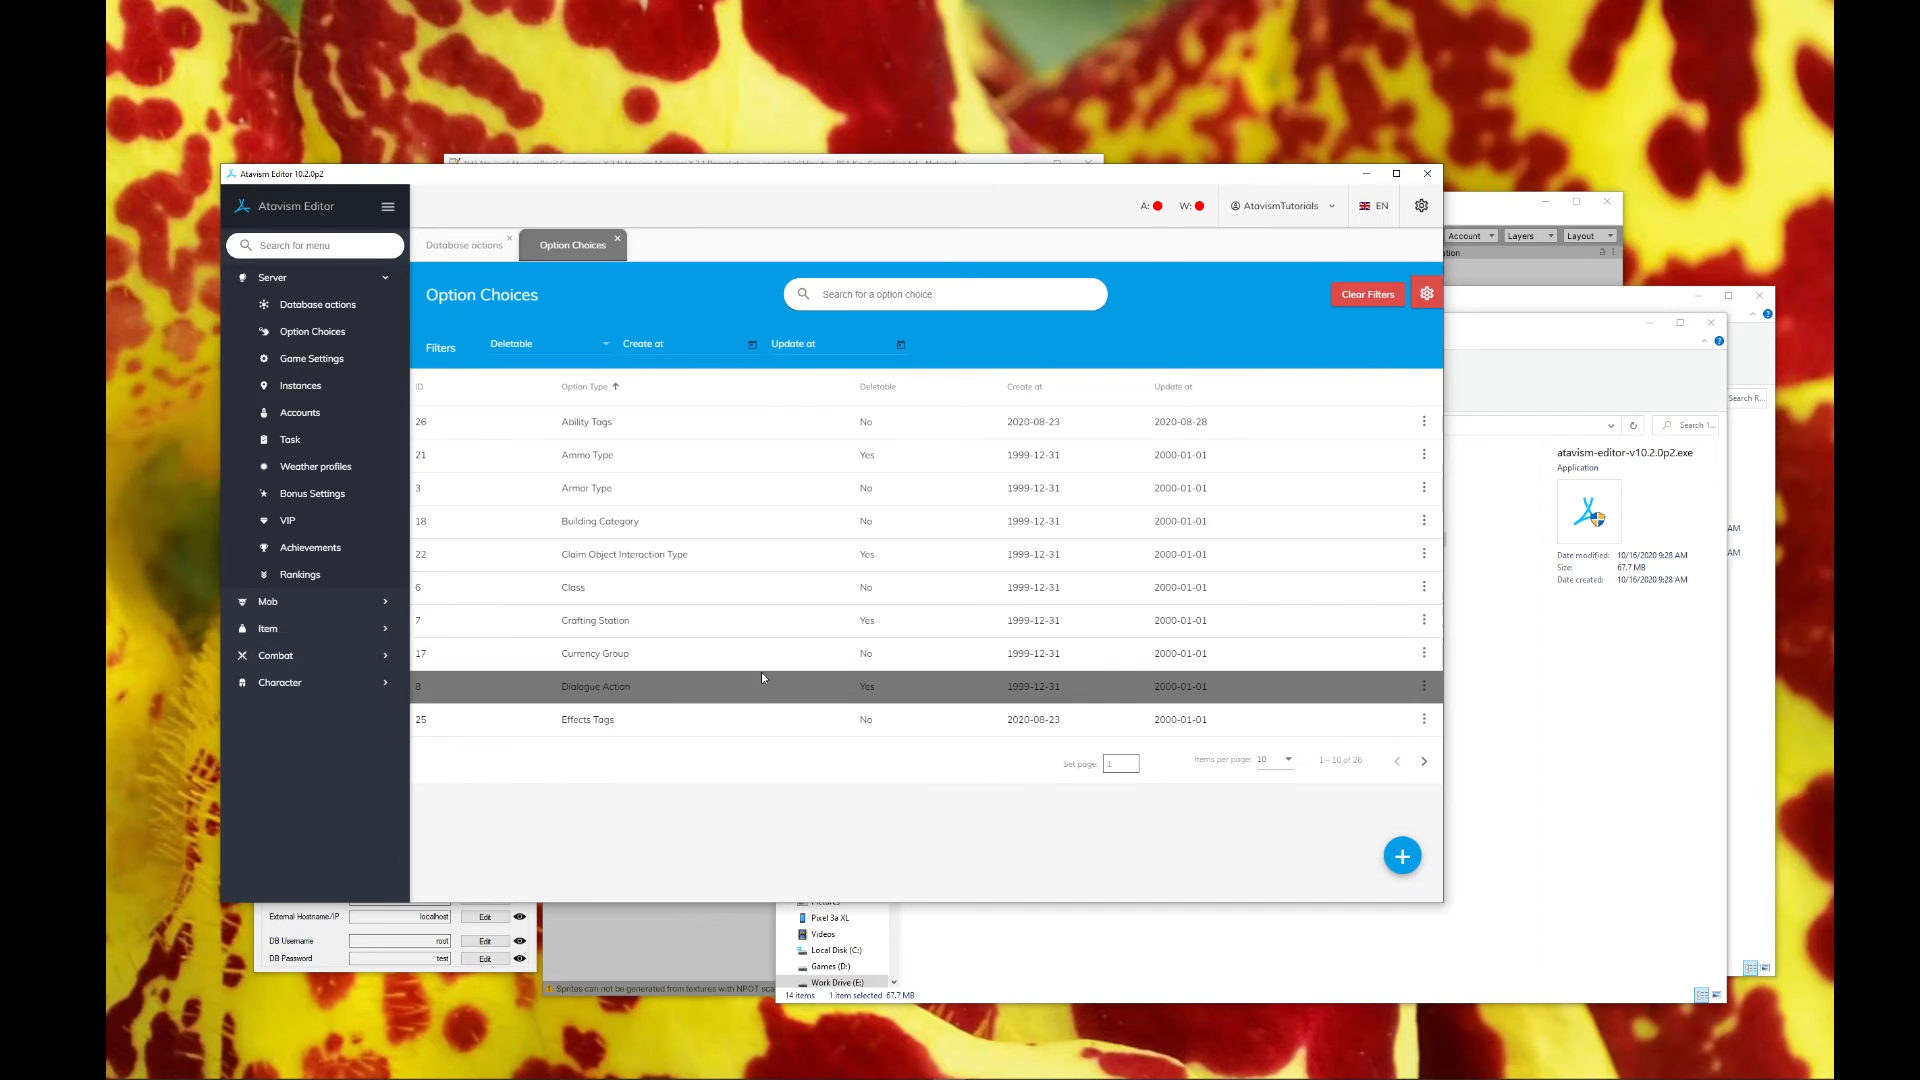 Atavism Editor 10.2.0p2
Atavism Editor
A:
W:
AtavismTutorials
EN
Search for menu
Database actions
Option Choices
Account
Layers
Layout
Server
Database actions
Option Choices
Game Settings
Instances
Accounts
Task
Weather profiles
Bonus Settings
VIP
Achievements
Rankings
Mob
Item
Combat
Character
Option Choices
Search for a option choice
Clear Filters
Filters
Deletable
Create at
Update at
ID Option Type Deletable Create at Update at
26 Ability Tags No 2020-08-23 2020-08-28
21 Ammo Type Yes 1999-12-31 2000-01-01
3 Armor Type No 1999-12-31 2000-01-01
18 Building Category No 1999-12-31 2000-01-01
22 Claim Object Interaction Type Yes 1999-12-31 2000-01-01
6 Class No 1999-12-31 2000-01-01
7 Crafting Station Yes 1999-12-31 2000-01-01
17 Currency Group No 1999-12-31 2000-01-01
8 Dialogue Action Yes 1999-12-31 2000-01-01
25 Effects Tags No 2020-08-23 2000-01-01
Set page: 1
Items per page: 10
1 – 10 of 26
Search R...
Search 1...
atavism-editor-v10.2.0p2.exe
Application
Date modified: 10/16/2020 9:28 AM
Size: 67.7 MB
Date created: 10/16/2020 9:28 AM
AM
AM
External Hostname/IP localhost Edit
DB Username root Edit
DB Password test Edit
Sprites can not be generated from textures with NPOT sca
Pictures
Pixel 3a XL
Videos
Local Disk (C:)
Games (D:)
Work Drive (E:)
14 items 1 item selected 67.7 MB